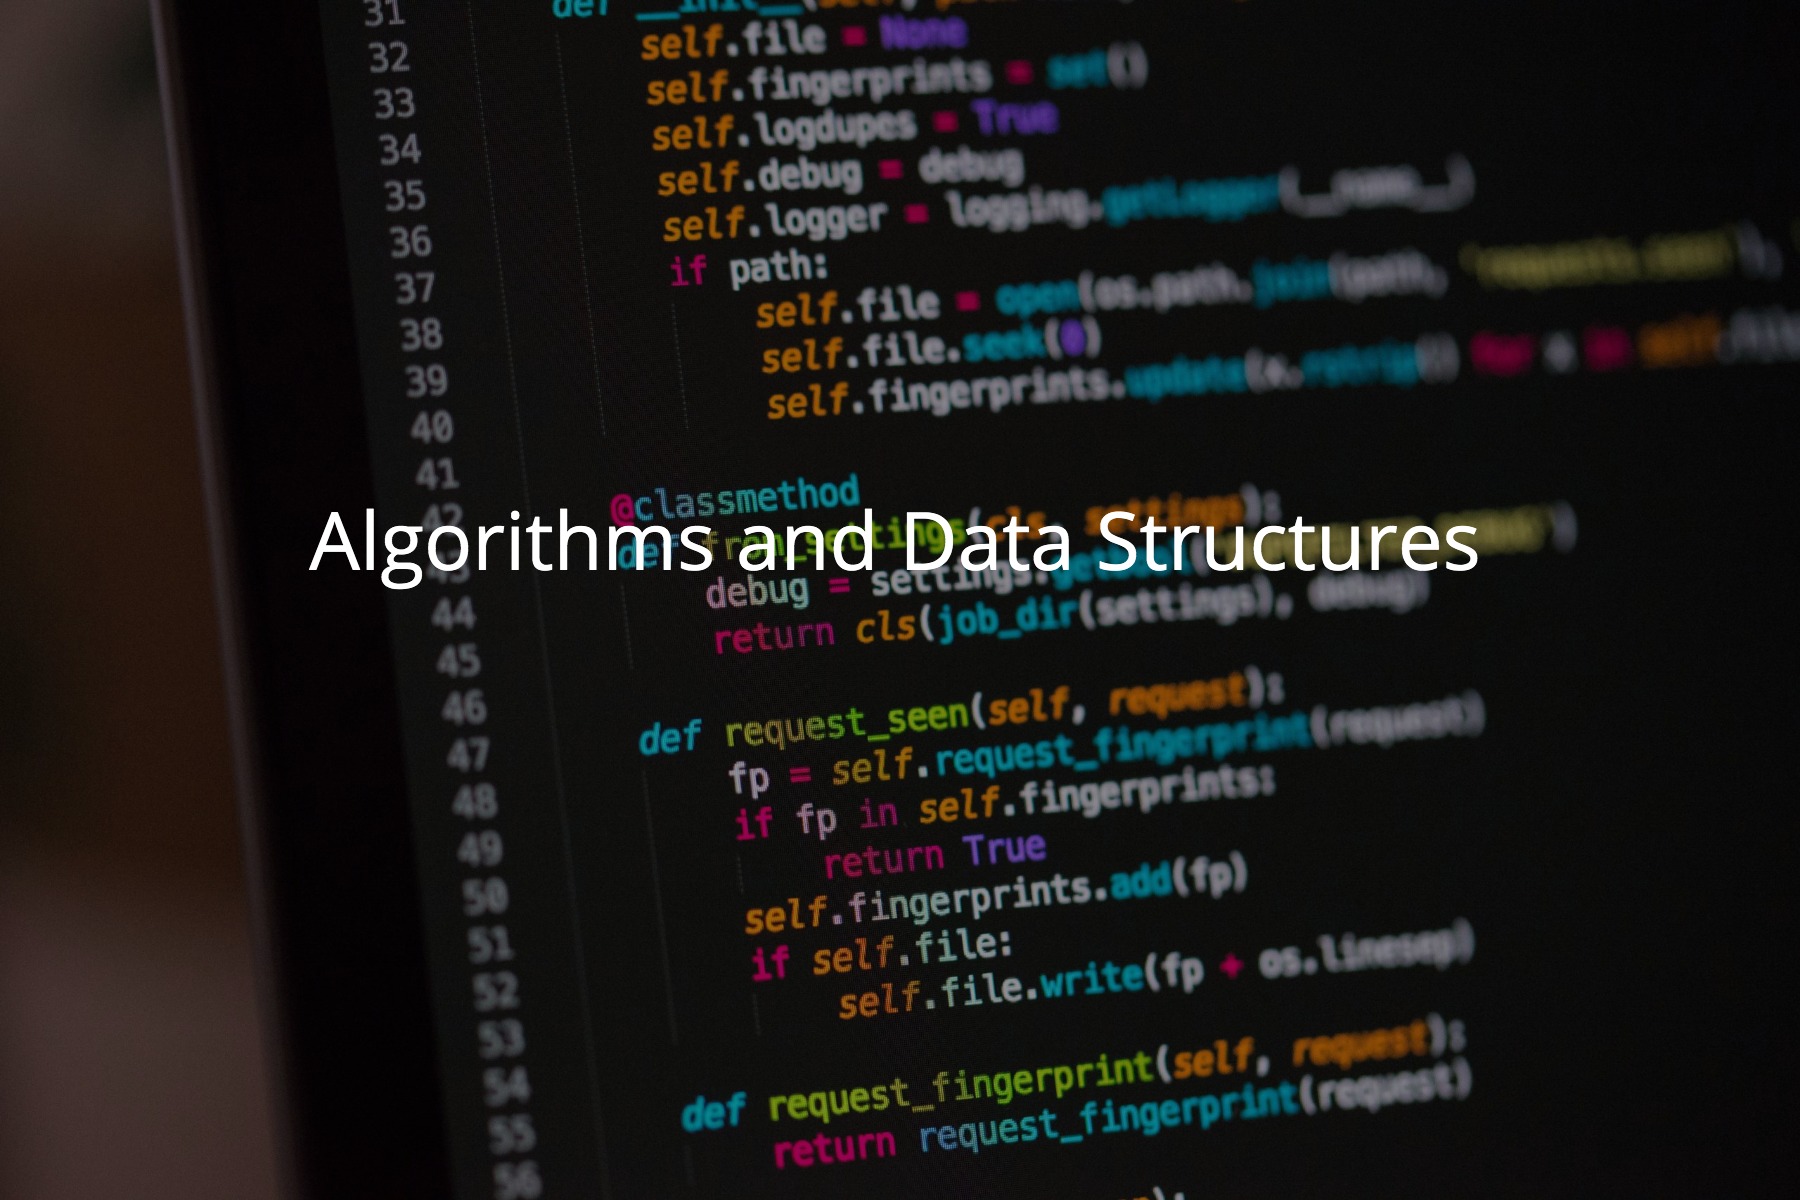 31 def __init__(self,
32 self.file = None
33 self.fingerprints = set()
34 self.logdupes = True
35 self.debug = debug
36 self.logger = logging.getLogger(__name__)
37 if path:
38 self.file = open(os.path.join(path, 'requests.seen'),
39 self.file.seek(0)
40 self.fingerprints.update(x.rstrip() for x in self.file
41
42 @classmethod
43 def from_settings(cls, settings):
44 debug = settings.
45 return cls(job_dir(settings), debug)
Algorithms and Data Structures
46
47 def request_seen(self, request):
48 fp = self.request_fingerprint(request)
49 if fp in self.fingerprints:
50 return True
51 self.fingerprints.add(fp)
52 if self.file:
53 self.file.write(fp + os.linesep)
54
55 def request_fingerprint(self, request):
56 return request_fingerprint(request)